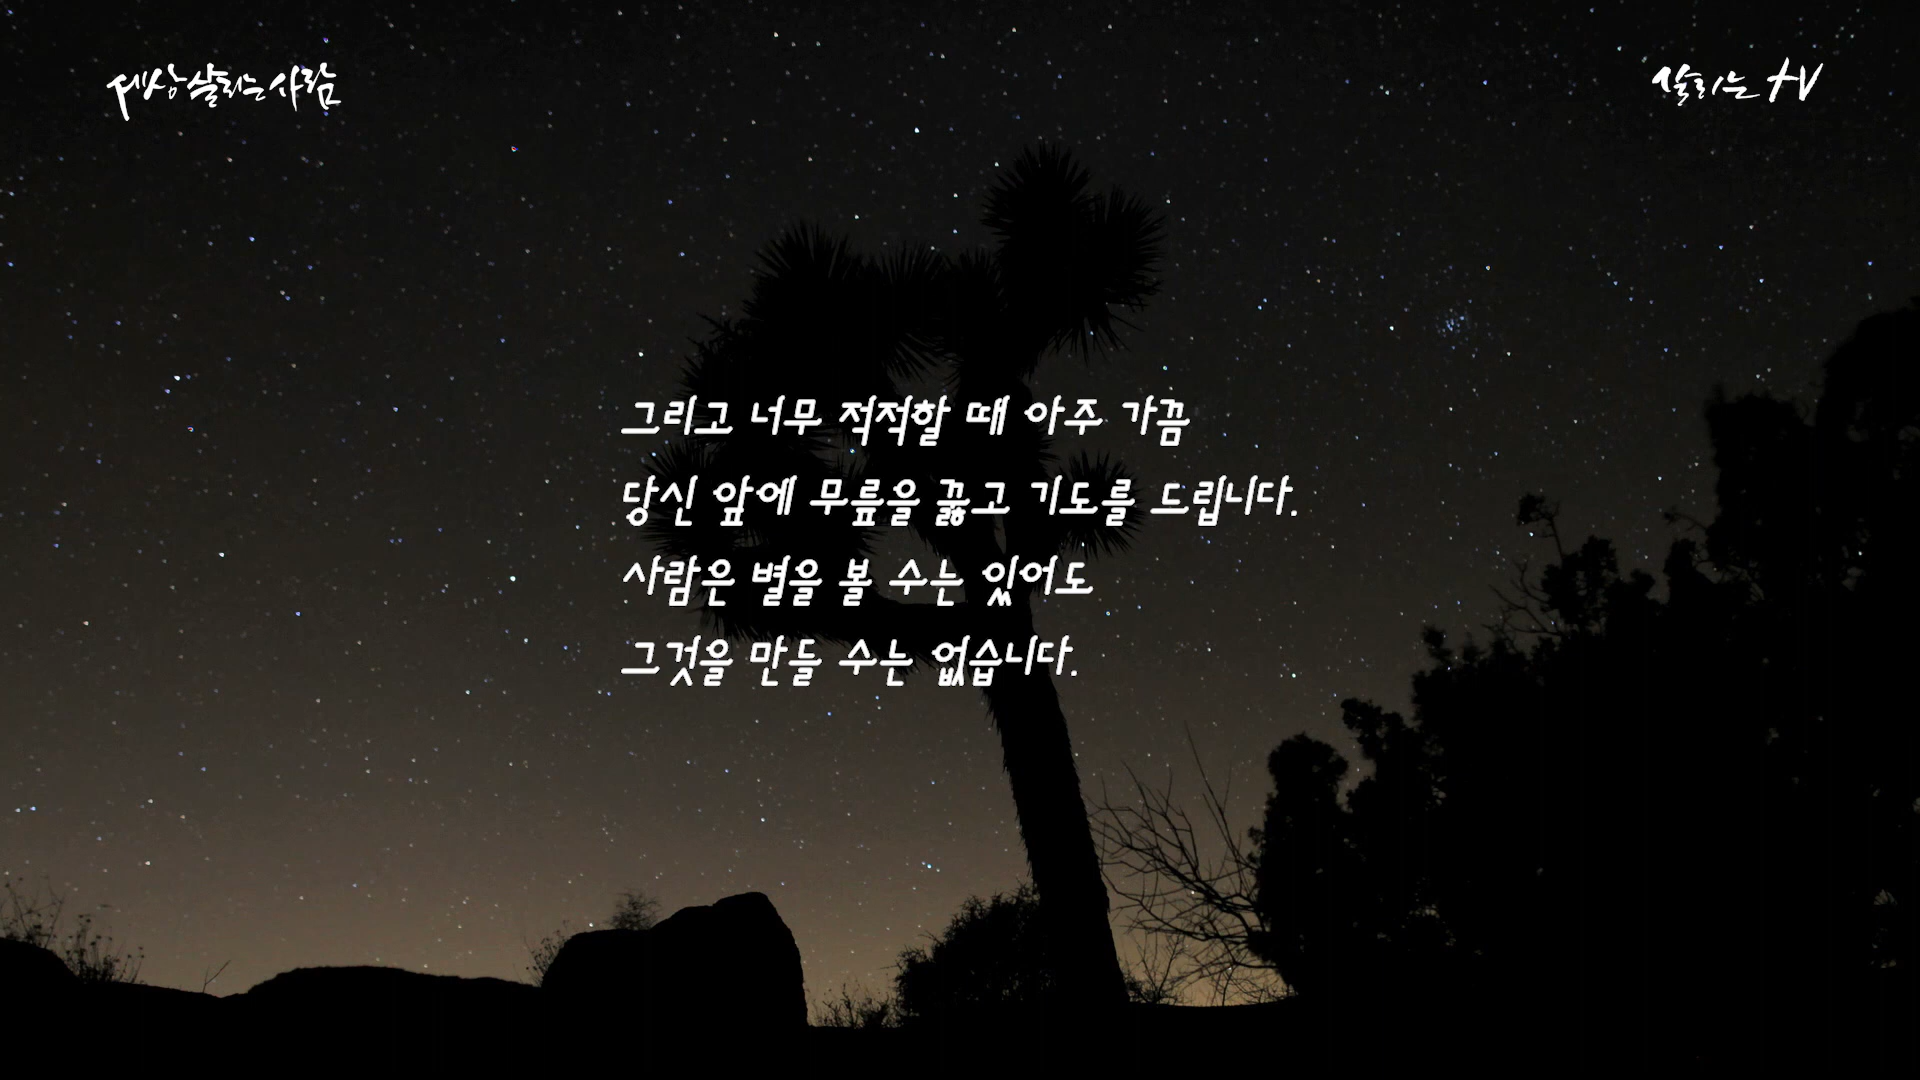 세상 살리는 사람
살리는 TV
그리고 너무 적적할 때 아주 가끔
당신 앞에 무릎을 꿇고 기도를 드립니다.
사람은 별을 볼 수는 있어도
그것을 만들 수는 없습니다.